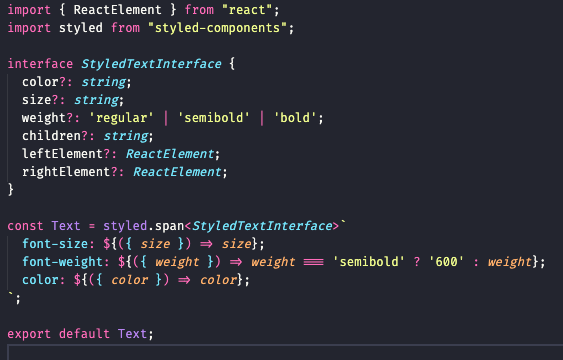 import { ReactElement } from "react";
import styled from "styled-components";
interface StyledTextInterface {
  color?: string;
  size?: string;
  weight?: 'regular' | 'semibold' | 'bold';
  children?: string;
  leftElement?: ReactElement;
  rightElement?: ReactElement;
}
const Text = styled.span<StyledTextInterface>`
  font-size: ${({ size }) => size};
  font-weight: ${({ weight }) => weight === 'semibold' ? '600' : weight};
  color: ${({ color }) => color};
`;
export default Text;